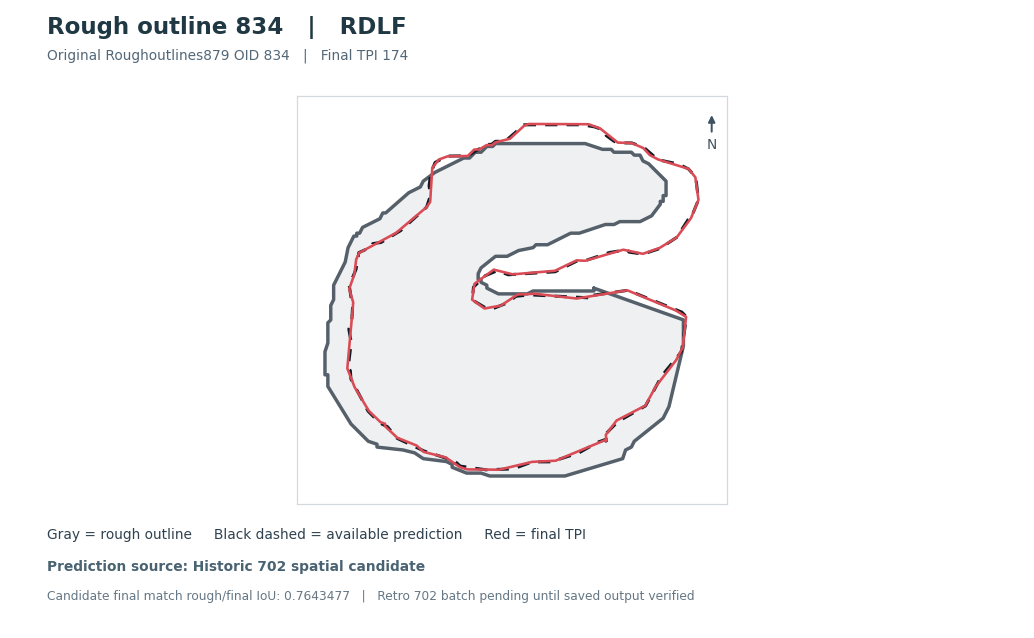 Rough outline 834   |   RDLF
Original Roughoutlines879 OID 834   |   Final TPI 174
N
Gray = rough outline     Black dashed = available prediction     Red = final TPI
Prediction source: Historic 702 spatial candidate
Candidate final match rough/final IoU: 0.7643477   |   Retro 702 batch pending until saved output verified